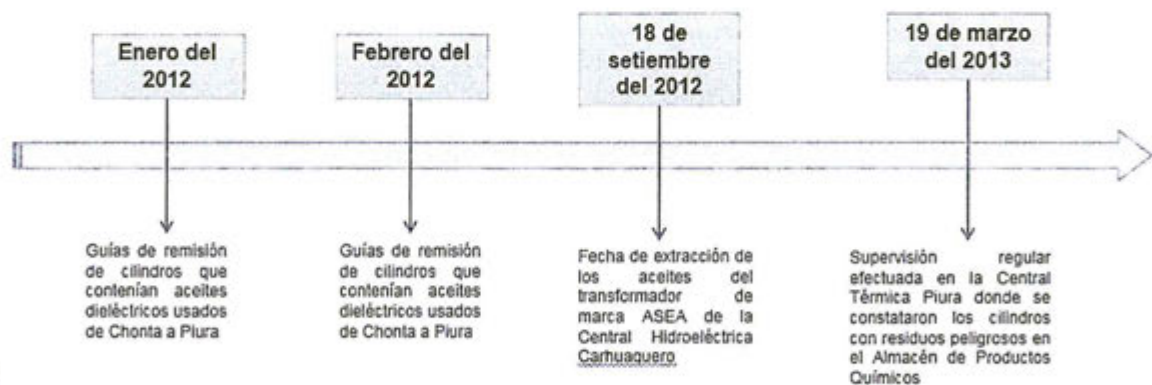 Enero del
2012
Febrero del
2012
18 de
setiembre
del 2012
19 de marzo
del 2013
Guías de remisión
de cilindros que
contenían aceites
dieléctricos usados
de Chonta a Piura
Guías de remisión
de cilindros que
contenían aceites
dieléctricos usados
de Chonta a Piura
Fecha de extracción de
los aceites del
transformador de
marca ASEA de la
Central Hidroeléctrica
Carhuaquero
Supervisión regular
efectuada en la Central
Térmica Piura donde se
constataron los cilindros
con residuos peligrosos en
el Almacén de Productos
Químicos